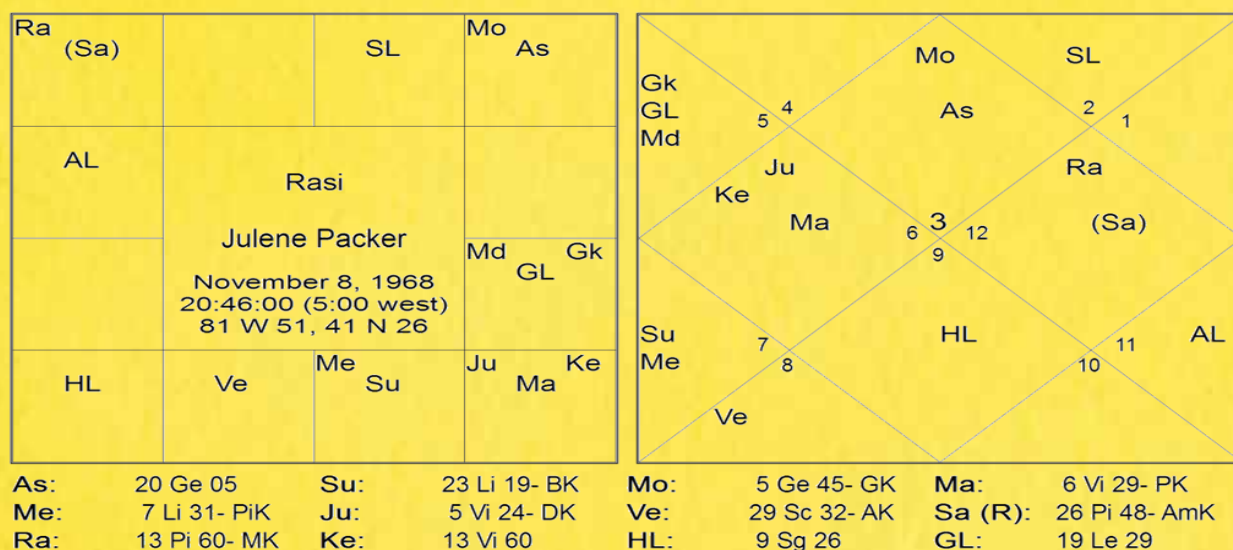 Ra
(Sa)
SL
Mo
As
AL
Rasi
Julene Packer
November 8, 1968
20:46:00 (5:00 west)
81 W 51, 41 N 26
Md Gk
GL
HL
Ve
Me
Su
Ju Ke
Ma
Mo
As
SL
Gk
GL
Md
4
5
2
1
Ju
Ke
Ma
Ra
(Sa)
3
6 12
9
Su
Me
7
8
HL
11
10
AL
Ve
As: 20 Ge 05 Su: 23 Li 19- BK Mo: 5 Ge 45- GK Ma: 6 Vi 29- PK
Me: 7 Li 31- PiK Ju: 5 Vi 24- DK Ve: 29 Sc 32- AK Sa (R): 26 Pi 48- AmK
Ra: 13 Pi 60- MK Ke: 13 Vi 60 HL: 9 Sg 26 GL: 19 Le 29